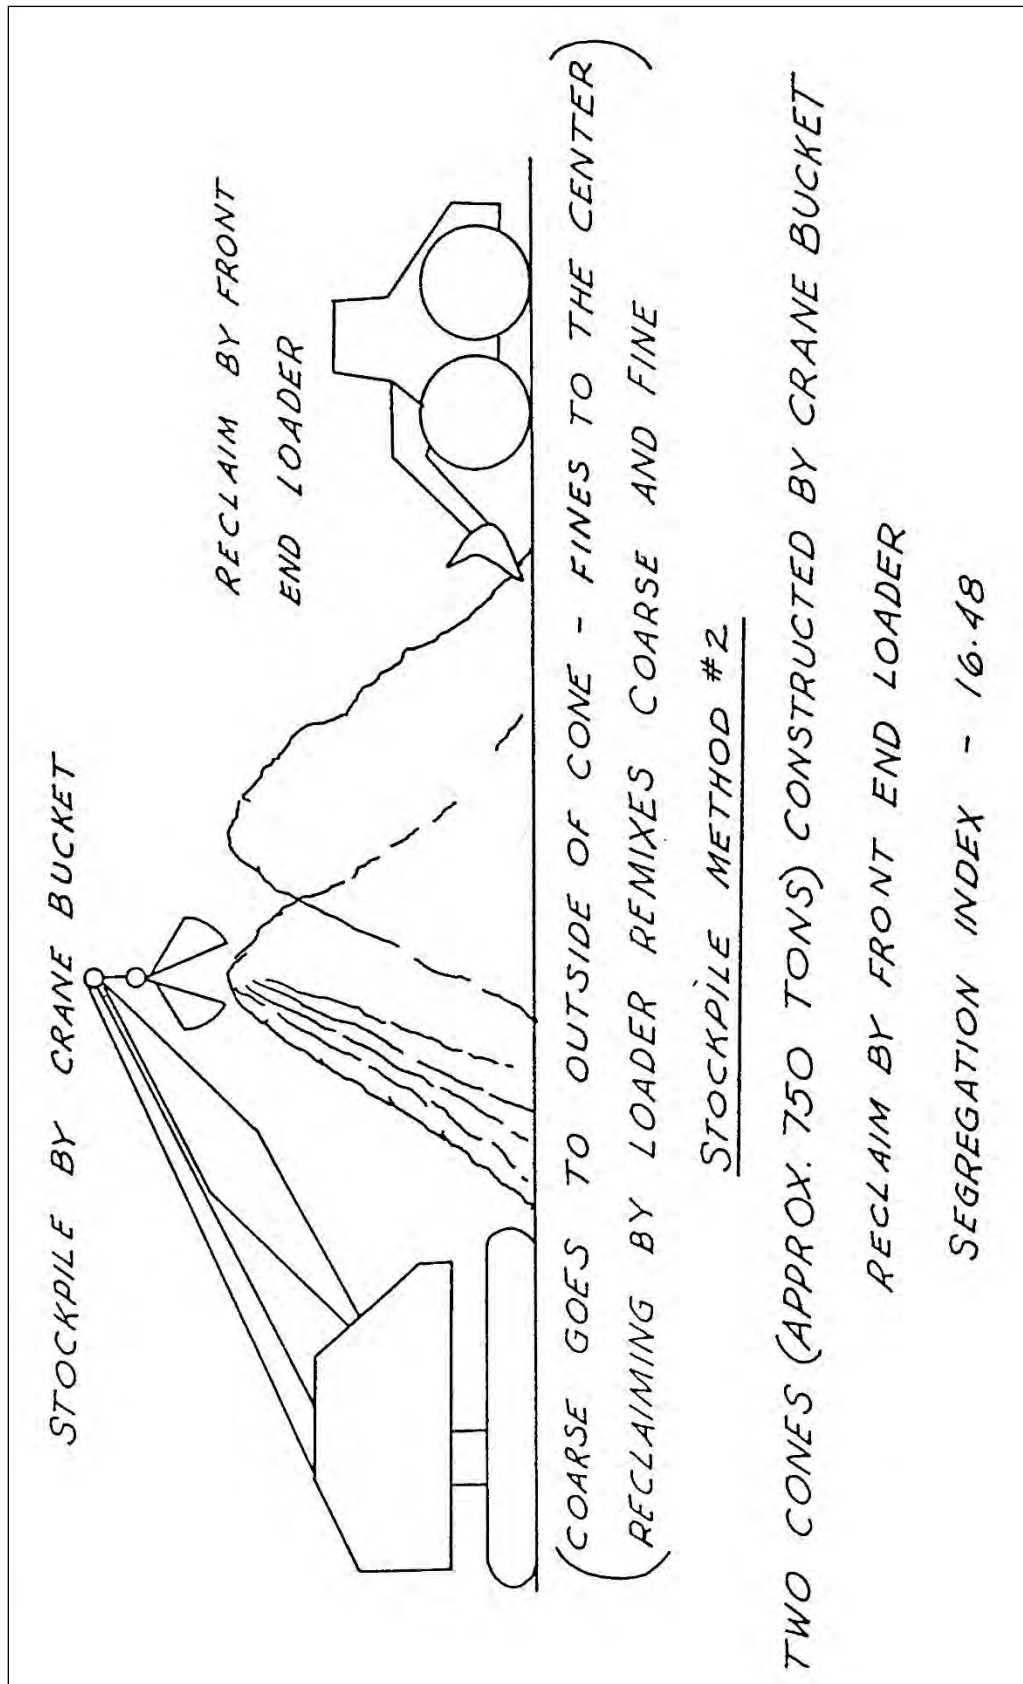 STOCKPILE BY CRANE BUCKET
RECLAIM BY FRONT
END LOADER
(COARSE GOES TO OUTSIDE OF CONE - FINES TO THE CENTER
RECLAIMING BY LOADER REMIXES COARSE AND FINE)
STOCKPILE METHOD #2
TWO CONES (APPROX. 750 TONS) CONSTRUCTED BY CRANE BUCKET
RECLAIM BY FRONT END LOADER
SEGREGATION INDEX - 16.48